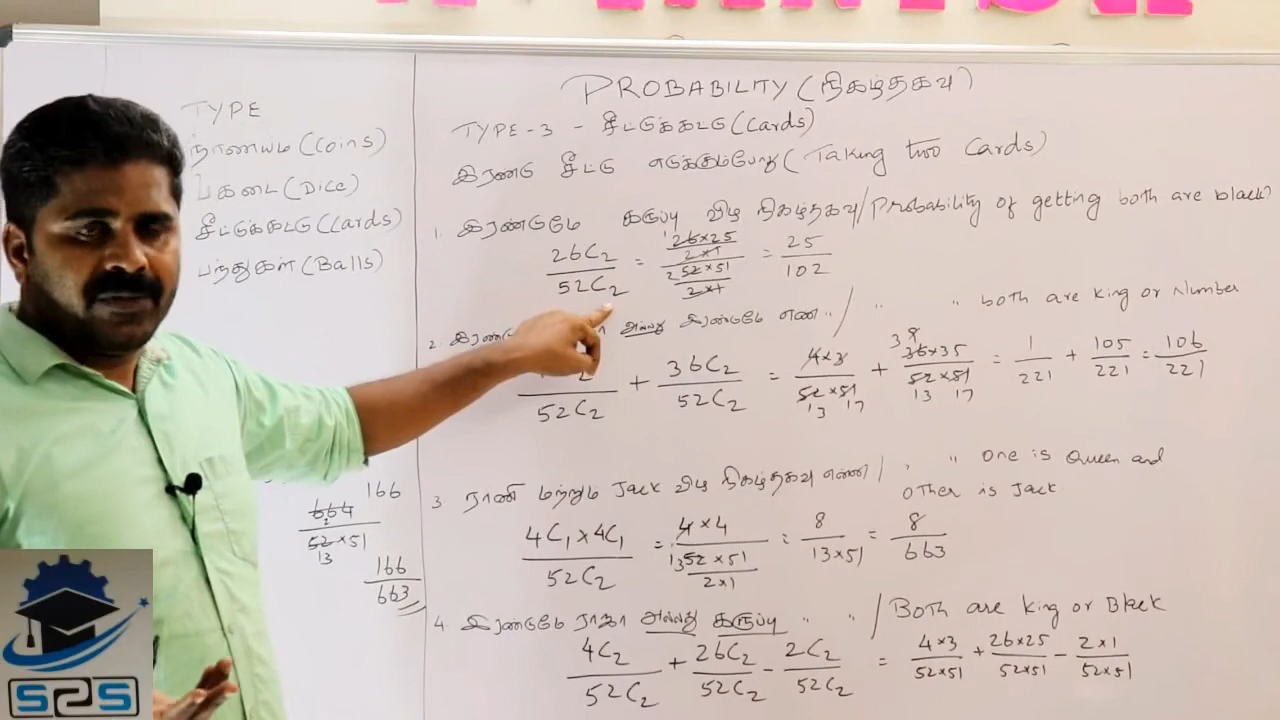 TYPE
நாணயம் (Coins)
பகடை (Dice)
சீட்டுக்கட்டு (Cards)
பந்துகள் (Balls)
PROBABILITY (நிகழ்தகவு)
TYPE-3 - சீட்டுக்கட்டு (Cards)
இரண்டு சீட்டு எடுக்கும்போது (Taking two Cards)
1. இரண்டுமே கருப்பு விழ நிகழ்தகவு / Probability of getting both are black?
26C₂/52C₂ = (26×25/2×1)/(52×51/2×1) = 25/102
2. அல்லது இரண்டுமே எண் " / " " both are king or Number
/52C₂ + 36C₂/52C₂ = 4×3/52×51 + 36×35/52×51 = 1/221 + 105/221 = 106/221
3. ராணி மற்றும் Jack விழ நிகழ்தகவு என்ன / " " one is Queen and
other is Jack
4C₁×4C₁/52C₂ = 4×4/(52×51/2×1) = 8/13×51 = 8/663
4. இரண்டுமே ராஜா அல்லது கருப்பு " " / Both are king or Black
4C₂/52C₂ + 26C₂/52C₂ - 2C₂/52C₂ = 4×3/52×51 + 26×25/52×51 - 2×1/52×51
664/52×51 166
13
166/663
S2S